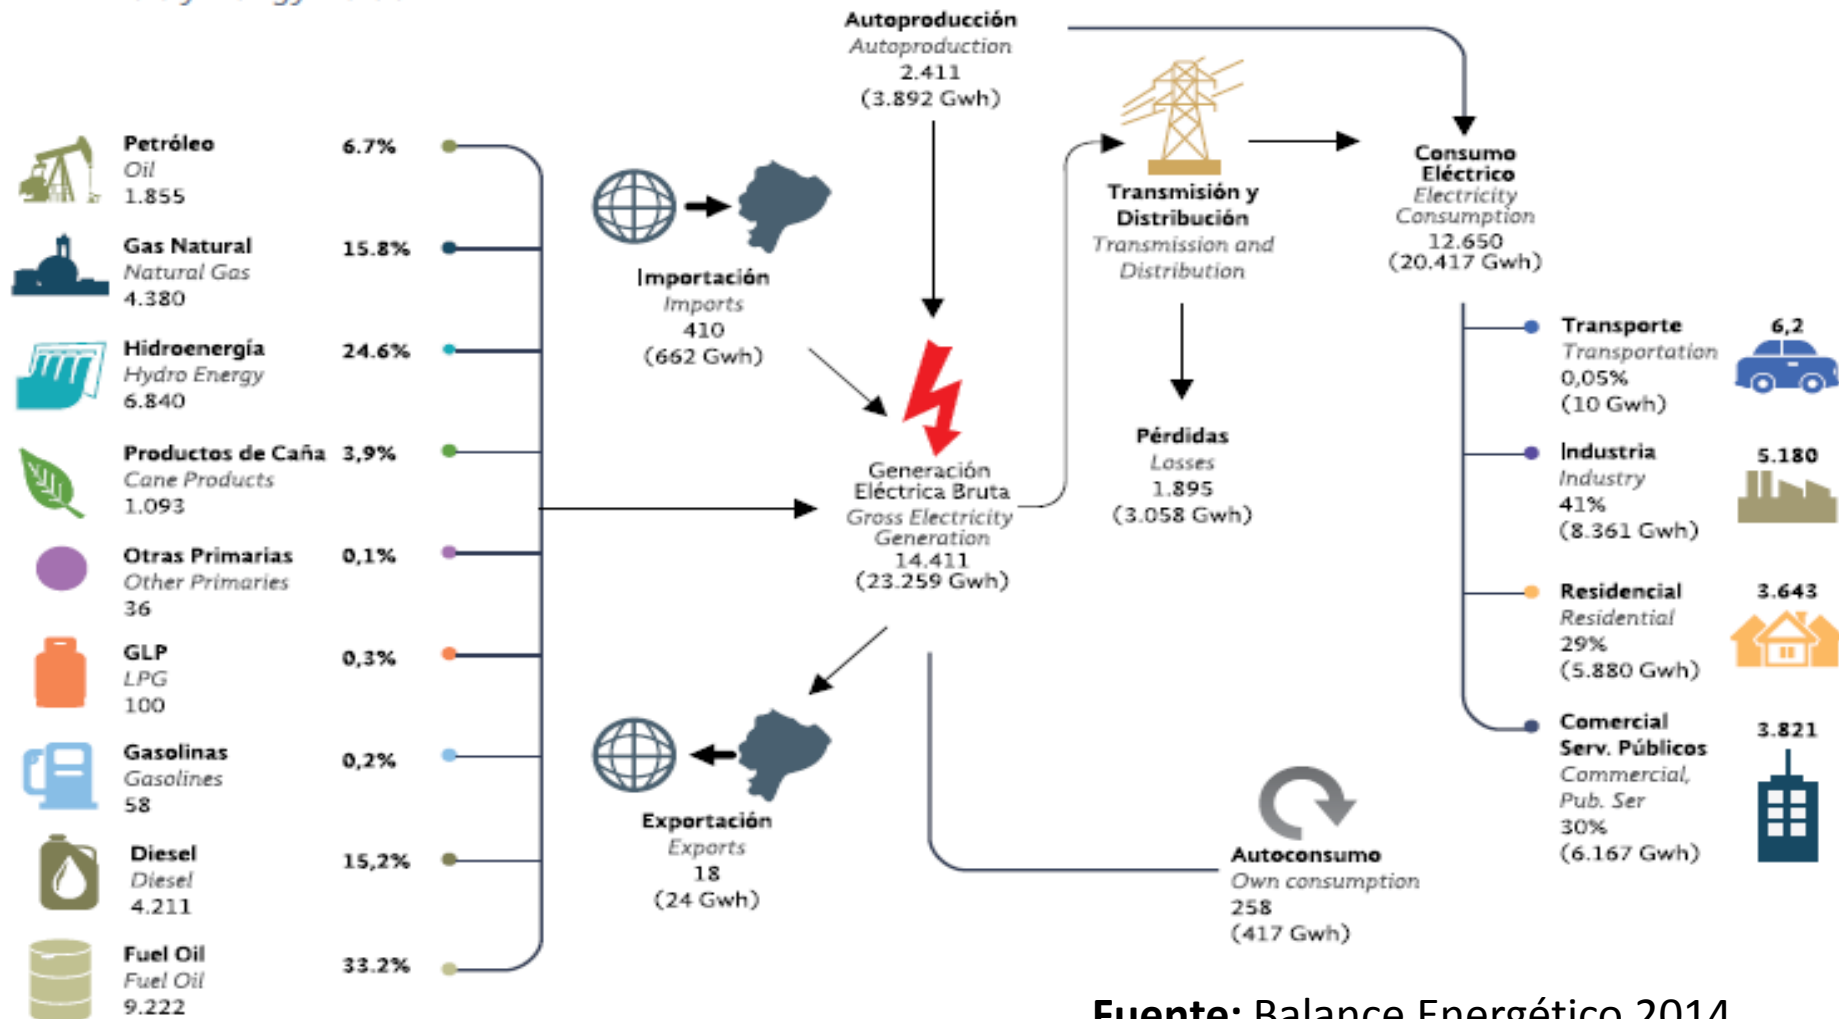 Autoproducción
Autoproduction
2.411
(3.892 Gwh)
Petróleo 6.7%
Oil
1.855
Gas Natural 15.8%
Natural Gas
4.380
Hidroenergía 24.6%
Hydro Energy
6.840
Productos de Caña 3,9%
Cane Products
1.093
Otras Primarias 0,1%
Other Primaries
36
GLP 0,3%
LPG
100
Gasolinas 0,2%
Gasolines
58
Diesel 15,2%
Diesel
4.211
Fuel Oil 33.2%
Fuel Oil
9.222
Importación
Imports
410
(662 Gwh)
Generación
Eléctrica Bruta
Gross Electricity
Generation
14.411
(23.259 Gwh)
Exportación
Exports
18
(24 Gwh)
Transmisión y
Distribución
Transmission and
Distribution
Pérdidas
Losses
1.895
(3.058 Gwh)
Autoconsumo
Own consumption
258
(417 Gwh)
Consumo
Eléctrico
Electricity
Consumption
12.650
(20.417 Gwh)
Transporte 6,2
Transportation
0,05%
(10 Gwh)
Industria 5.180
Industry
41%
(8.361 Gwh)
Residencial 3.643
Residential
29%
(5.880 Gwh)
Comercial 3.821
Serv. Públicos
Commercial,
Pub. Ser
30%
(6.167 Gwh)
Fuente: Balance Energético 2014